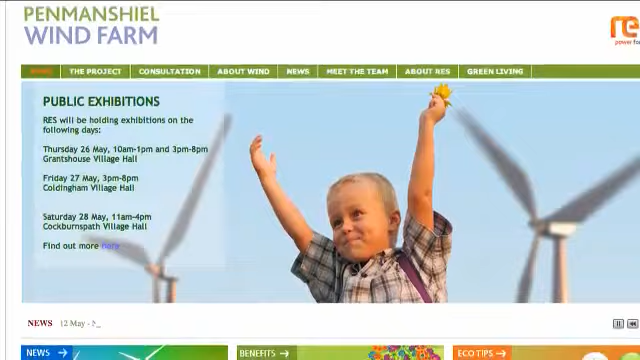 PENMANSHIEL
WIND FARM
res
THE PROJECT
CONSULTATION
ABOUT WIND
NEWS
MEET THE TEAM
ABOUT RES
GREEN LIVING
PUBLIC EXHIBITIONS
RES will be holding exhibitions on the
following days:
Thursday 26 May, 10am-1pm and 3pm-8pm
Grantshouse Village Hall
Friday 27 May, 3pm-8pm
Coldingham Village Hall
Saturday 28 May, 11am-4pm
Cockburnspath Village Hall
Find out more here
NEWS 12 May -
NEWS
BENEFITS
ECO TIPS